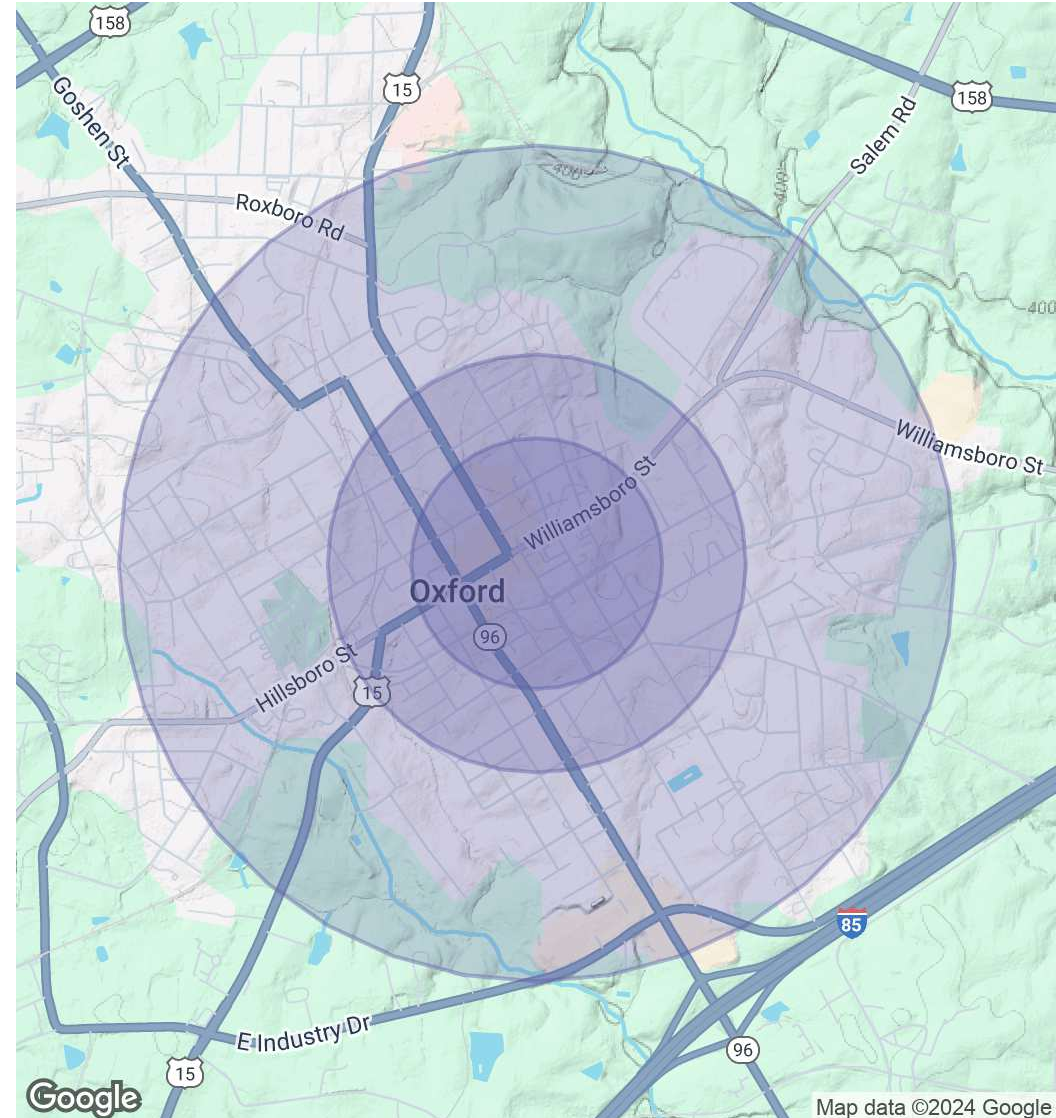 158
15
158
Goshen St
Salem Rd
400
400
Roxboro Rd
400
Williamsboro St
Williamsboro St
Oxford
96
Hillsboro St
15
85
E Industry Dr
96
15
Google
Map data ©2024 Google